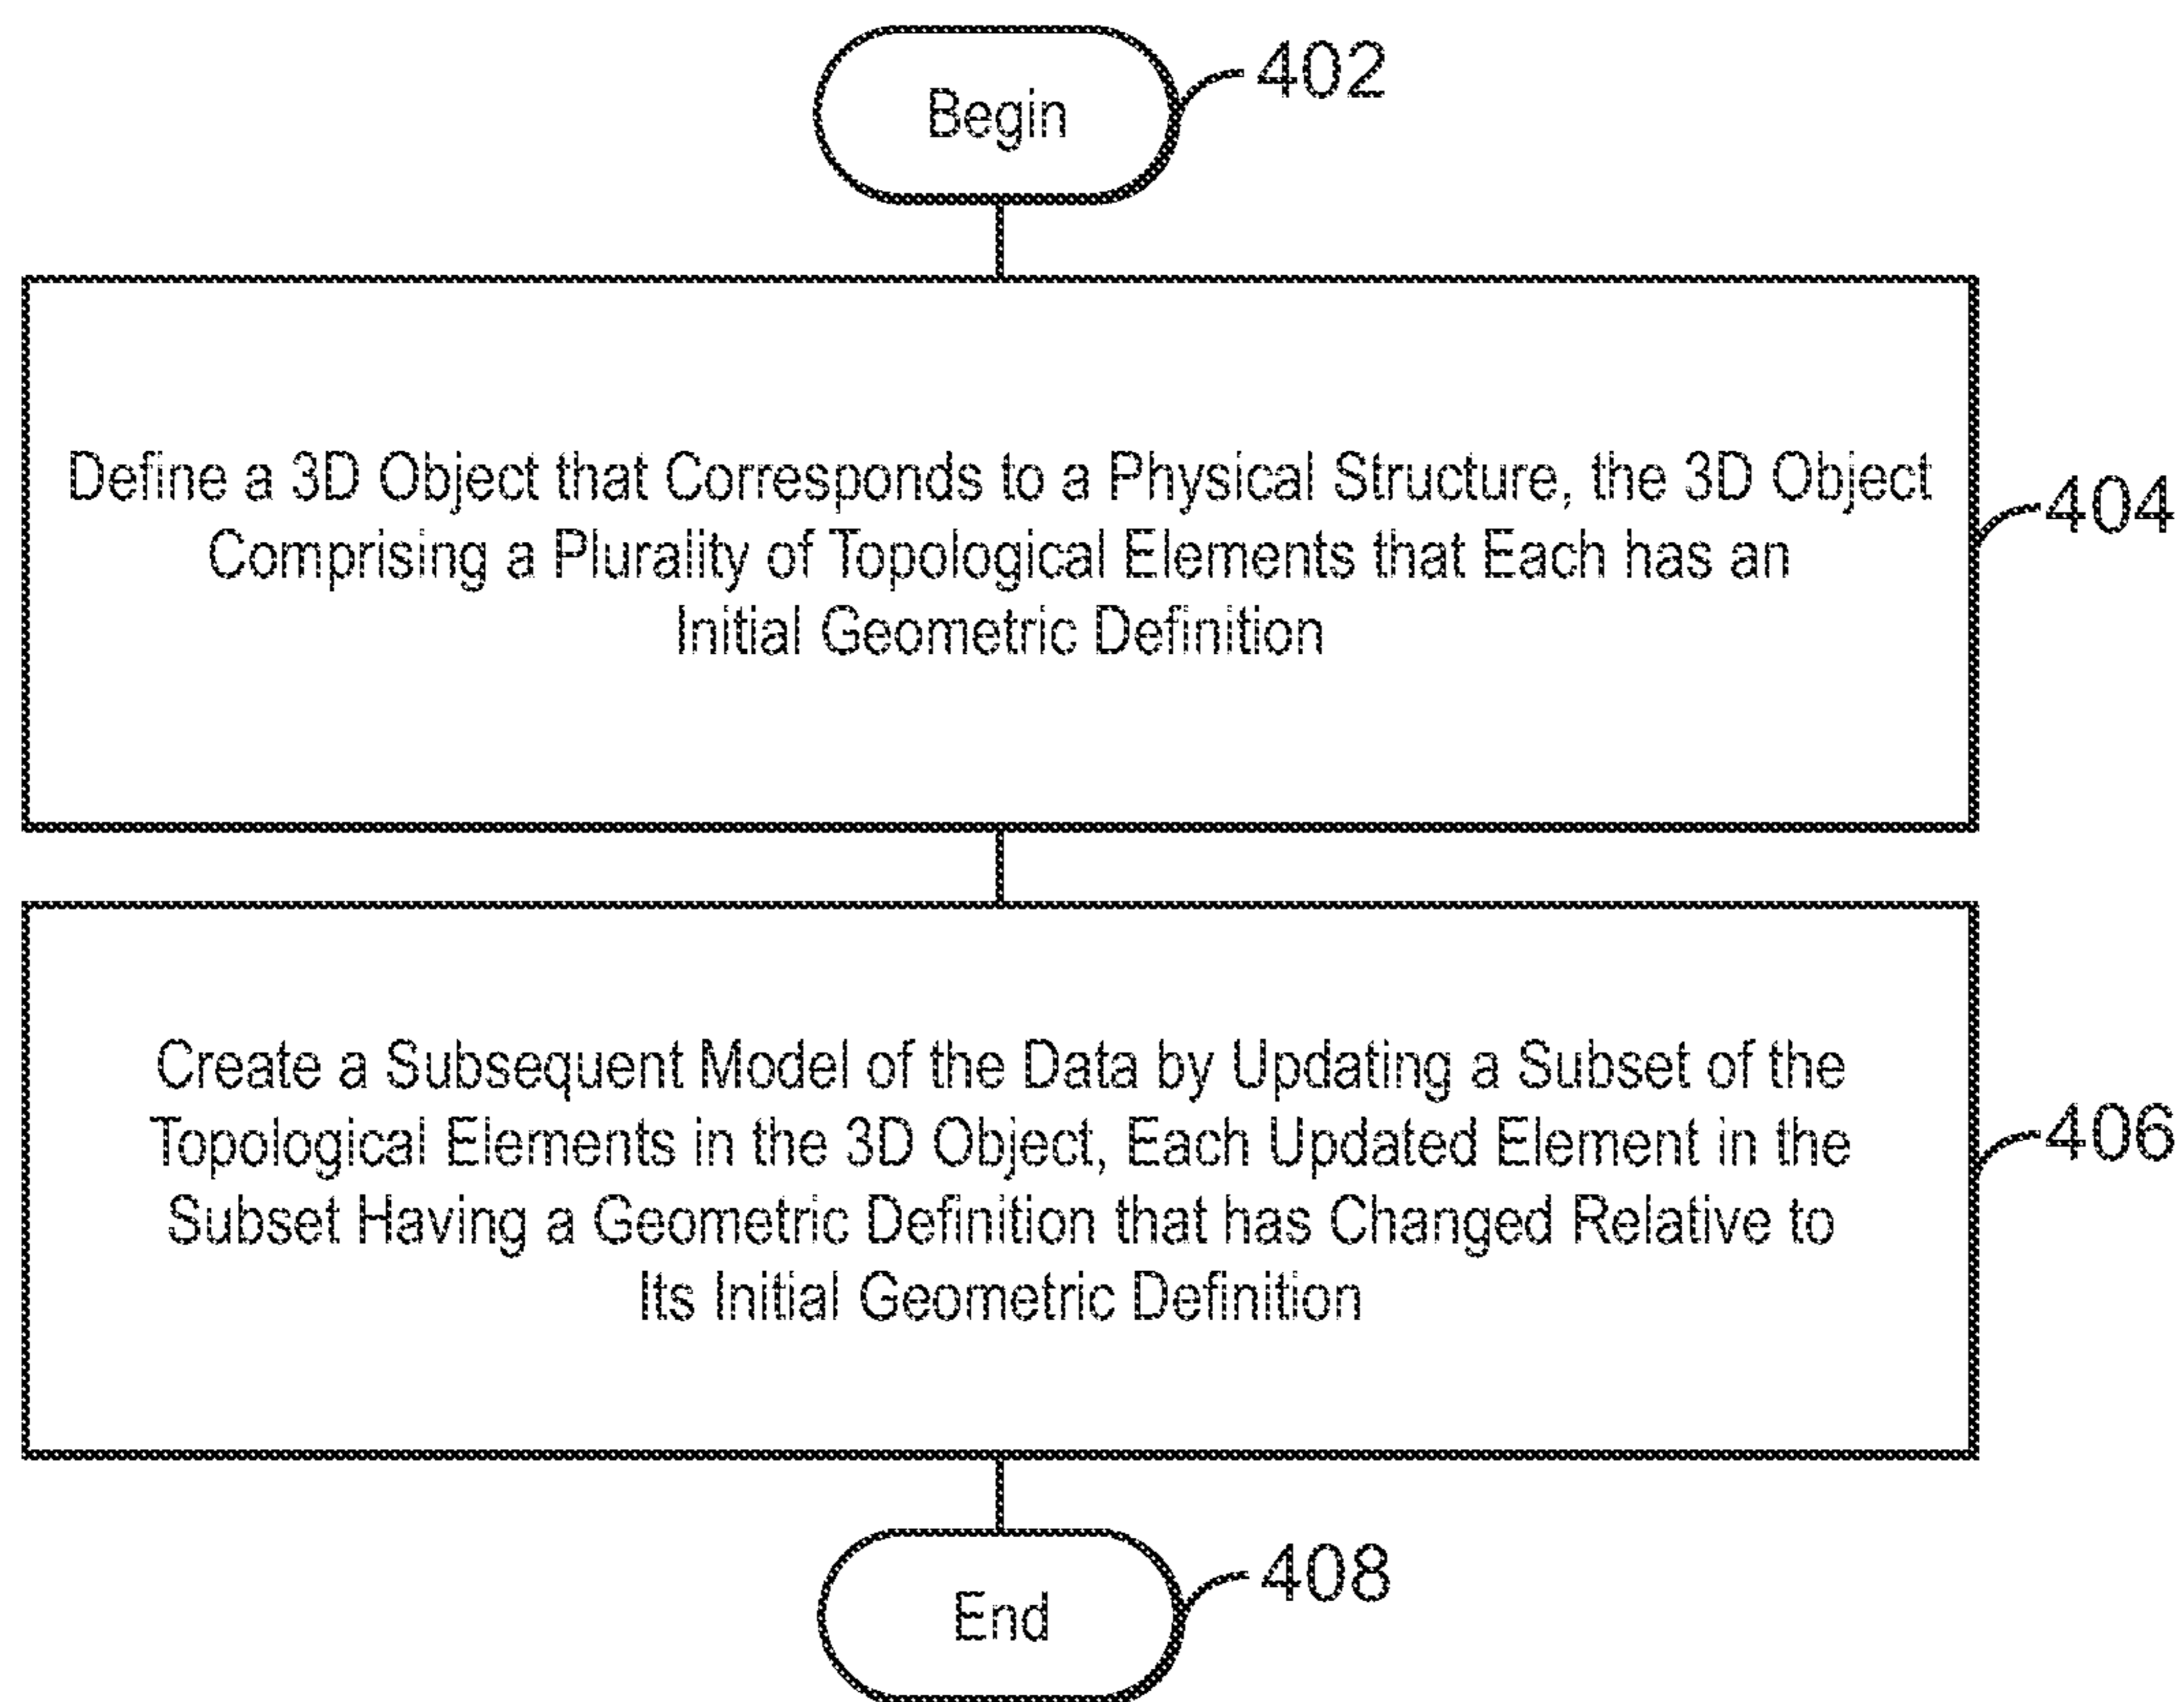 Begin
402
Define a 3D Object that Corresponds to a Physical Structure, the 3D Object
Comprising a Plurality of Topological Elements that Each has an
Initial Geometric Definition
404
Create a Subsequent Model of the Data by Updating a Subset of the
Topological Elements in the 3D Object, Each Updated Element in the
Subset Having a Geometric Definition that has Changed Relative to
Its Initial Geometric Definition
406
End
408